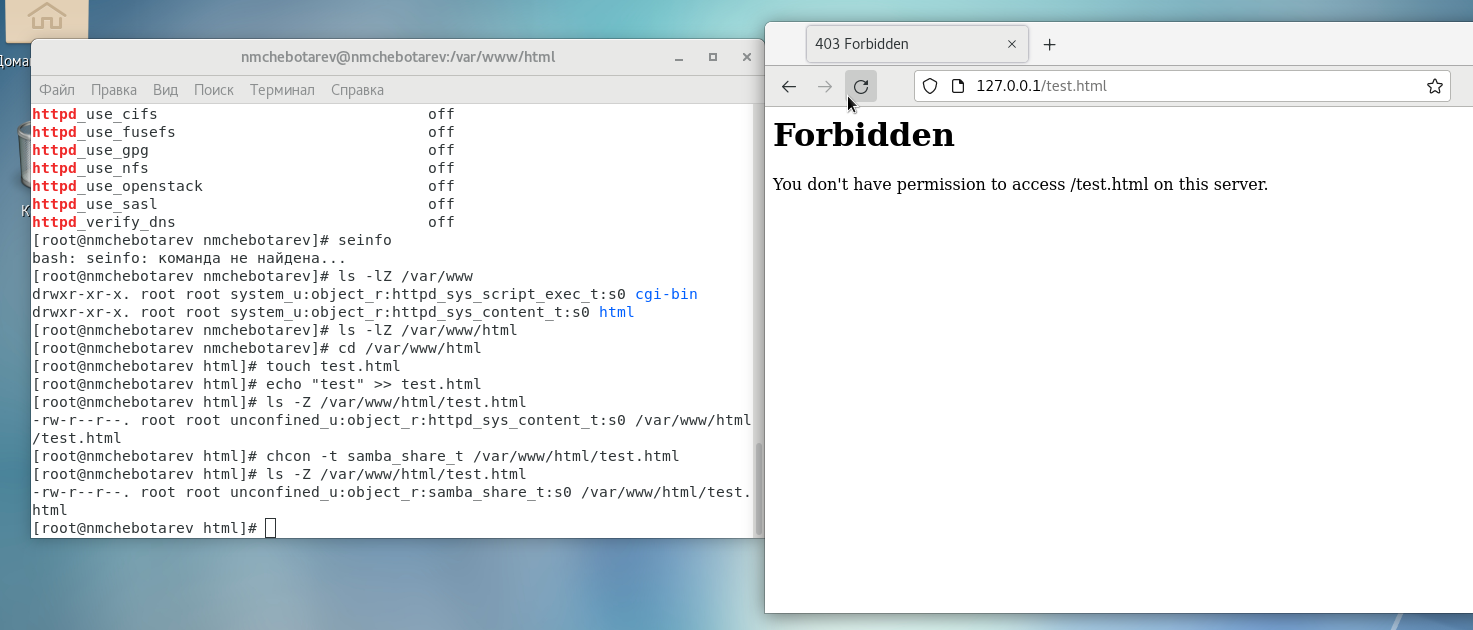 Дома
К
nmchebotarev@nmchebotarev:/var/www/html
Файл Правка Вид Поиск Терминал Справка
httpd_use_cifs off
httpd_use_fusefs off
httpd_use_gpg off
httpd_use_nfs off
httpd_use_openstack off
httpd_use_sasl off
httpd_verify_dns off
[root@nmchebotarev nmchebotarev]# seinfo
bash: seinfo: команда не найдена...
[root@nmchebotarev nmchebotarev]# ls -lZ /var/www
drwxr-xr-x. root root system_u:object_r:httpd_sys_script_exec_t:s0 cgi-bin
drwxr-xr-x. root root system_u:object_r:httpd_sys_content_t:s0 html
[root@nmchebotarev nmchebotarev]# ls -lZ /var/www/html
[root@nmchebotarev nmchebotarev]# cd /var/www/html
[root@nmchebotarev html]# touch test.html
[root@nmchebotarev html]# echo "test" >> test.html
[root@nmchebotarev html]# ls -Z /var/www/html/test.html
-rw-r--r--. root root unconfined_u:object_r:httpd_sys_content_t:s0 /var/www/html
/test.html
[root@nmchebotarev html]# chcon -t samba_share_t /var/www/html/test.html
[root@nmchebotarev html]# ls -Z /var/www/html/test.html
-rw-r--r--. root root unconfined_u:object_r:samba_share_t:s0 /var/www/html/test.
html
[root@nmchebotarev html]#
403 Forbidden
127.0.0.1/test.html
Forbidden
You don't have permission to access /test.html on this server.